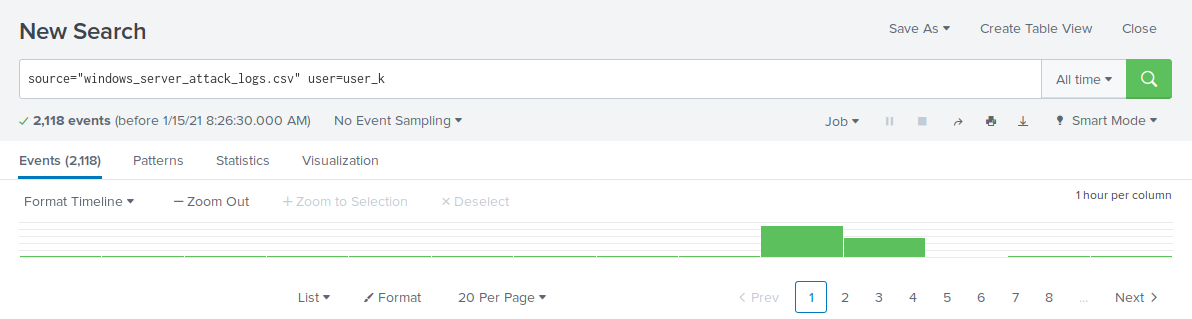 New Search
Save As Create Table View Close
source="windows_server_attack_logs.csv" user=user_k
All time
2,118 events (before 1/15/21 8:26:30.000 AM) No Event Sampling
Job Smart Mode
Events (2,118) Patterns Statistics Visualization
Format Timeline — Zoom Out + Zoom to Selection × Deselect
1 hour per column
List Format 20 Per Page
< Prev 1 2 3 4 5 6 7 8 ... Next >